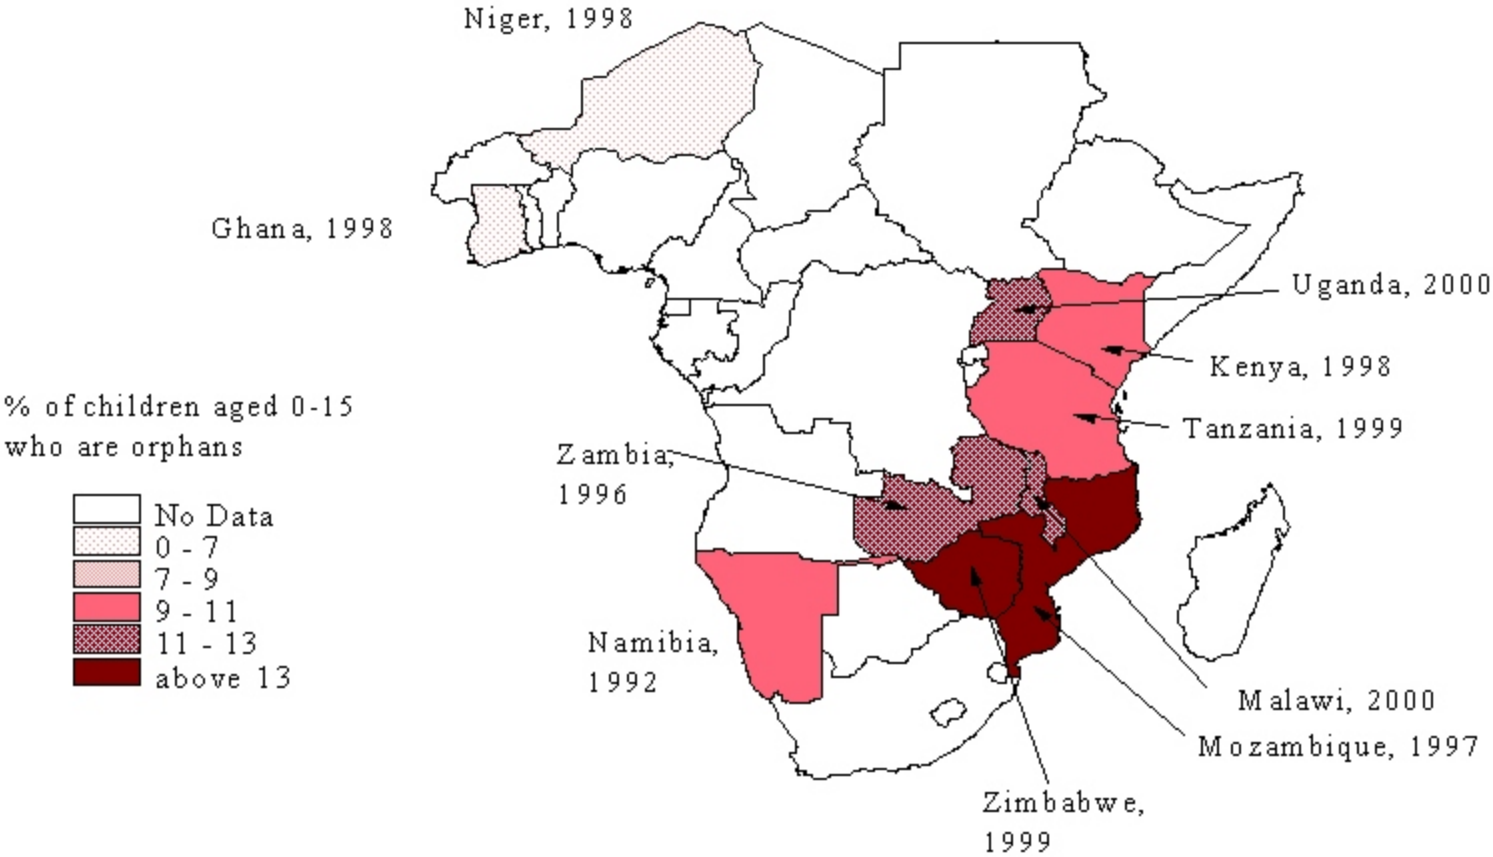 Niger, 1998
Ghana, 1998
Uganda, 2000
Kenya, 1998
% of children aged 0-15
who are orphans
Tanzania, 1999
Zambia,
1996
No Data
0 - 7
7 - 9
9 - 11
11 - 13
above 13
Namibia,
1992
Malawi, 2000
Mozambique, 1997
Zimbabwe,
1999